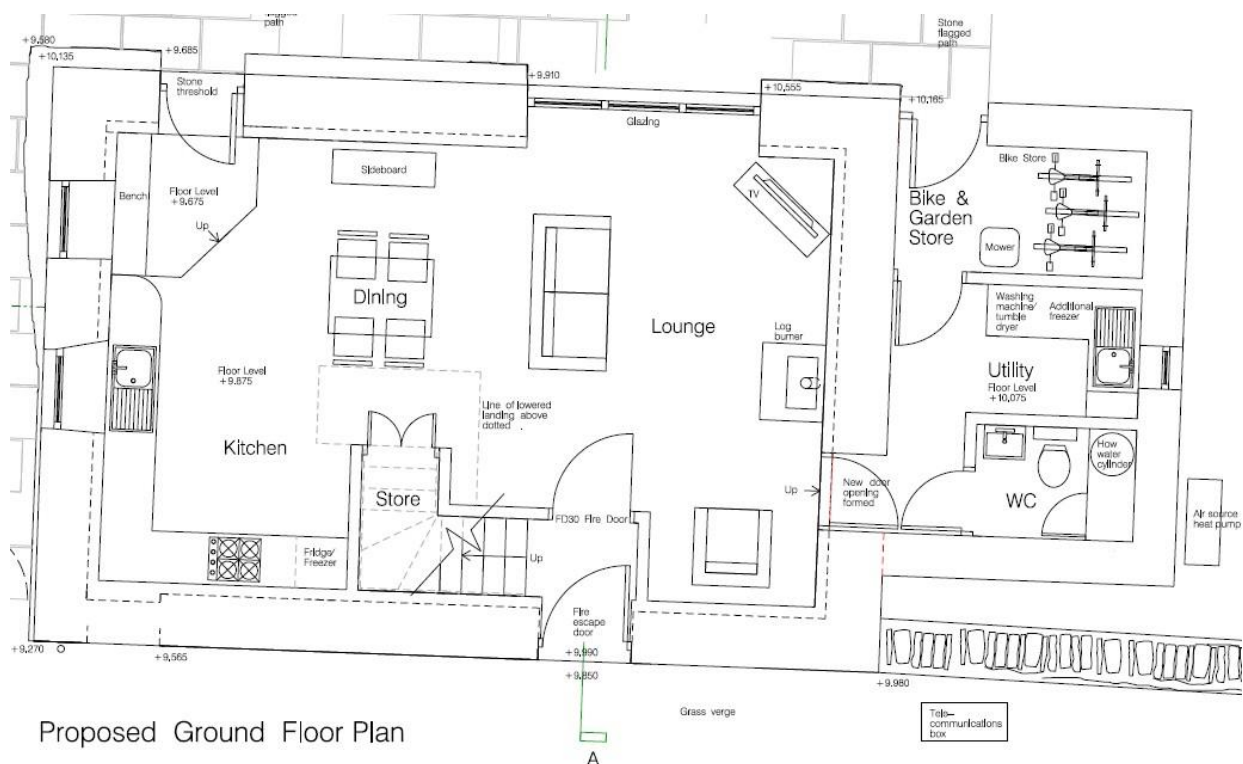 flagged
path
+9.580
+10.135
+9.685
Stone
threshold
+9.910
Glazing
+10.555
+10.165
Stone
flagged
path
Bench
Floor Level
+9.675
Up
Sideboard
TV
Bike Store
Bike &
Garden
Store
Mower
Dining
Lounge
Log
burner
Washing
machine/
tumble
dryer
Additional
freezer
Utility
Floor Level
+10.075
Floor Level
+9.875
Line of lowered
landing above
dotted
Kitchen
Store
Up
New door
opening
formed
WC
How
water
cylinder
Air source
heat pump
FD30 Fire Door
Fridge/
Freezer
Up
Fire
escape
door
+9.990
+9.850
+9.270
+9.565
+9.980
Grass verge
Tele-
communications
box
Proposed Ground Floor Plan
A